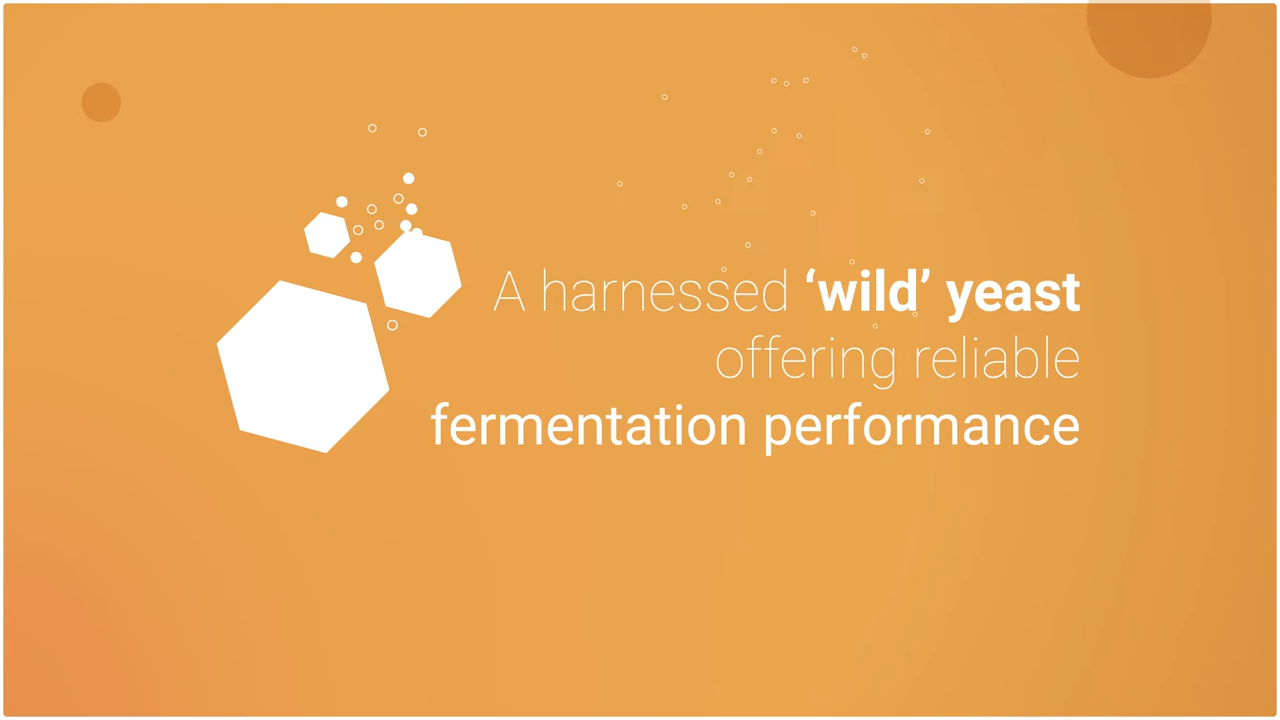 A harnessed ‘wild’ yeast
offering reliable
fermentation performance